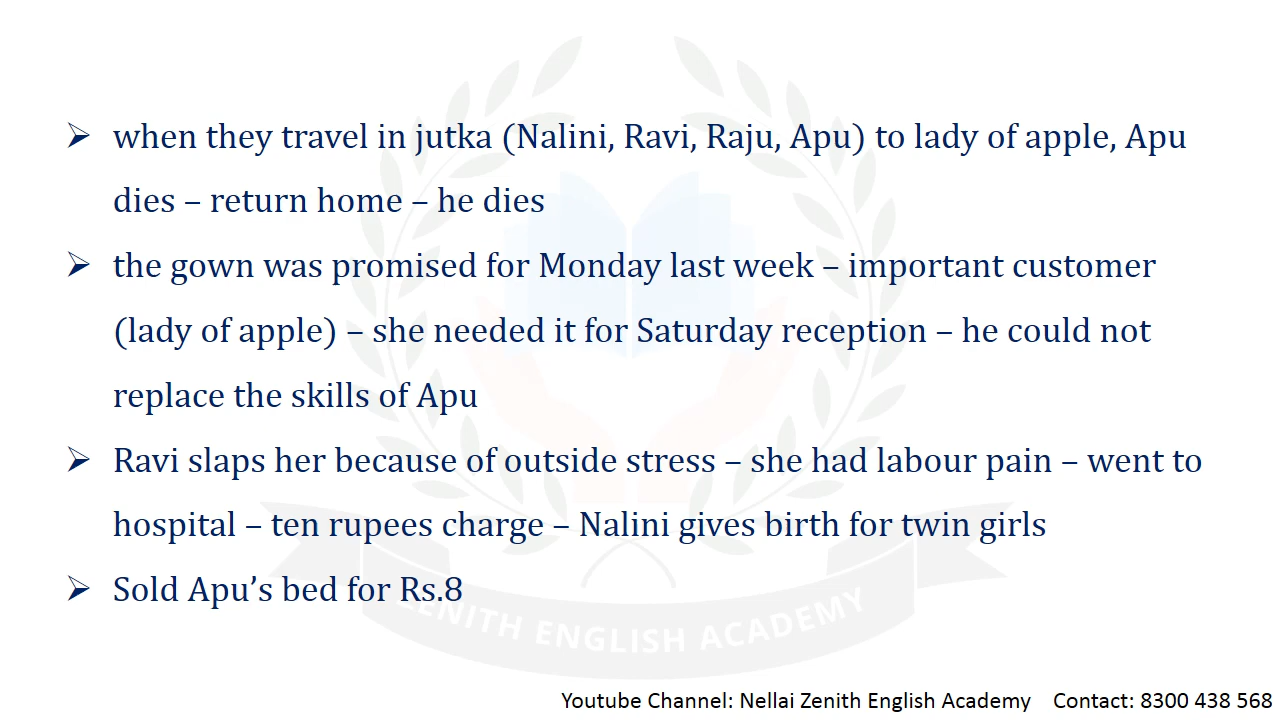 ➢ when they travel in jutka (Nalini, Ravi, Raju, Apu) to lady of apple, Apu
dies – return home – he dies
➢ the gown was promised for Monday last week – important customer
(lady of apple) – she needed it for Saturday reception – he could not
replace the skills of Apu
➢ Ravi slaps her because of outside stress – she had labour pain – went to
hospital – ten rupees charge – Nalini gives birth for twin girls
➢ Sold Apu’s bed for Rs.8
ZENITH ENGLISH ACADEMY
Youtube Channel: Nellai Zenith English Academy Contact: 8300 438 568